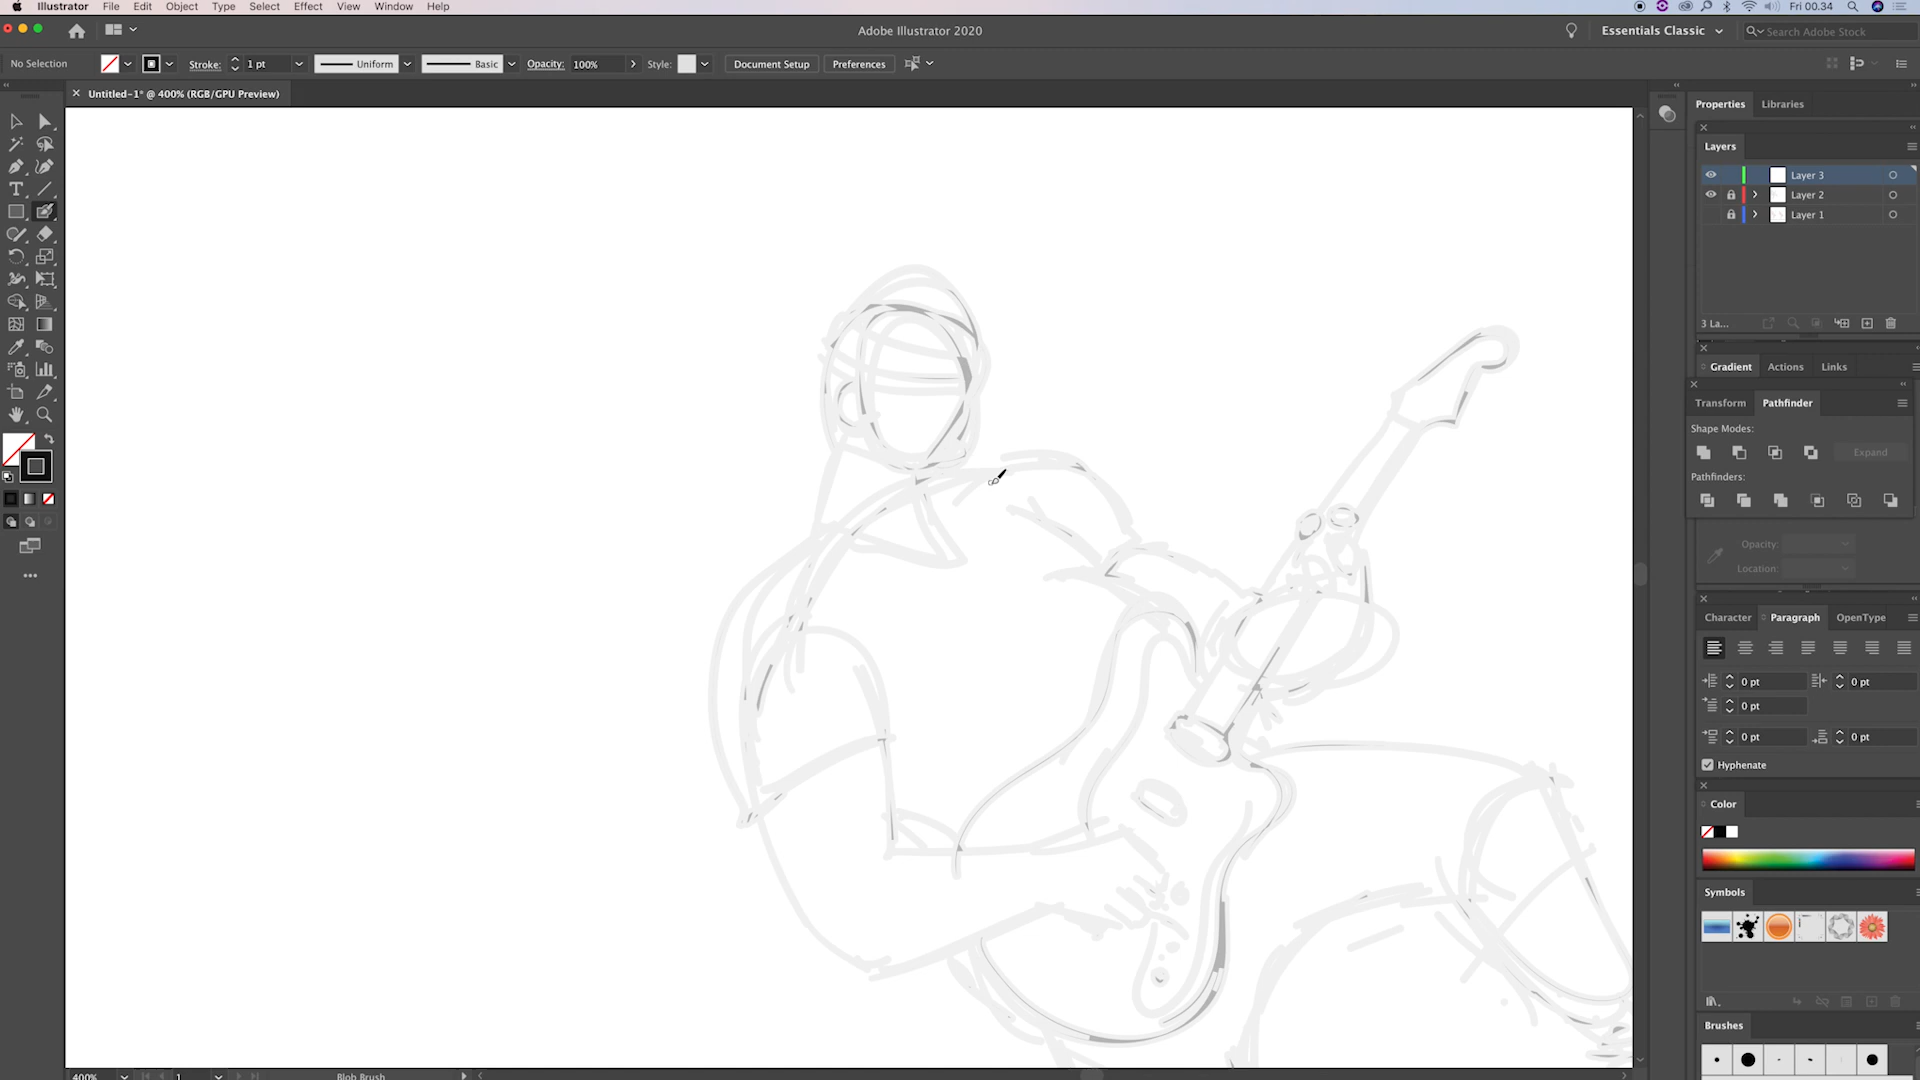 Illustrator File Edit Object Type Select Effect View Window Help Fri 00.34
Adobe Illustrator 2020 Essentials Classic Search Adobe Stock
No Selection Stroke: 1 pt Uniform Basic Opacity: 100% Style: Document Setup Preferences
Untitled-1* @ 400% (RGB/GPU Preview)
Properties Libraries
Layers
Layer 3
Layer 2
Layer 1
3 La...
Gradient Actions Links
Transform Pathfinder
Shape Modes:
Expand
Pathfinders:
Opacity:
Location:
Character Paragraph OpenType
0 pt 0 pt
0 pt
0 pt 0 pt
Hyphenate
Color
Symbols
Brushes
400% 1 Blob Brush